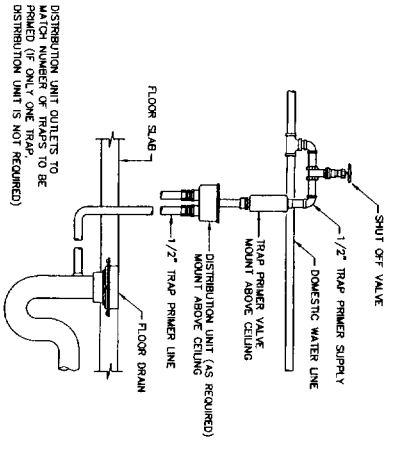 SHUT OFF VALVE
1/2" TRAP PRIMER SUPPLY
DOMESTIC WATER LINE
TRAP PRIMER VALVE
MOUNT ABOVE CEILING
DISTRIBUTION UNIT (AS REQUIRED)
MOUNT ABOVE CEILING
1/2" TRAP PRIMER LINE
FLOOR SLAB
FLOOR DRAIN
DISTRIBUTION UNIT OUTLETS TO
MATCH NUMBER OF TRAPS TO BE
PRIMED (IF ONLY ONE TRAP,
DISTRIBUTION UNIT IS NOT REQUIRED)